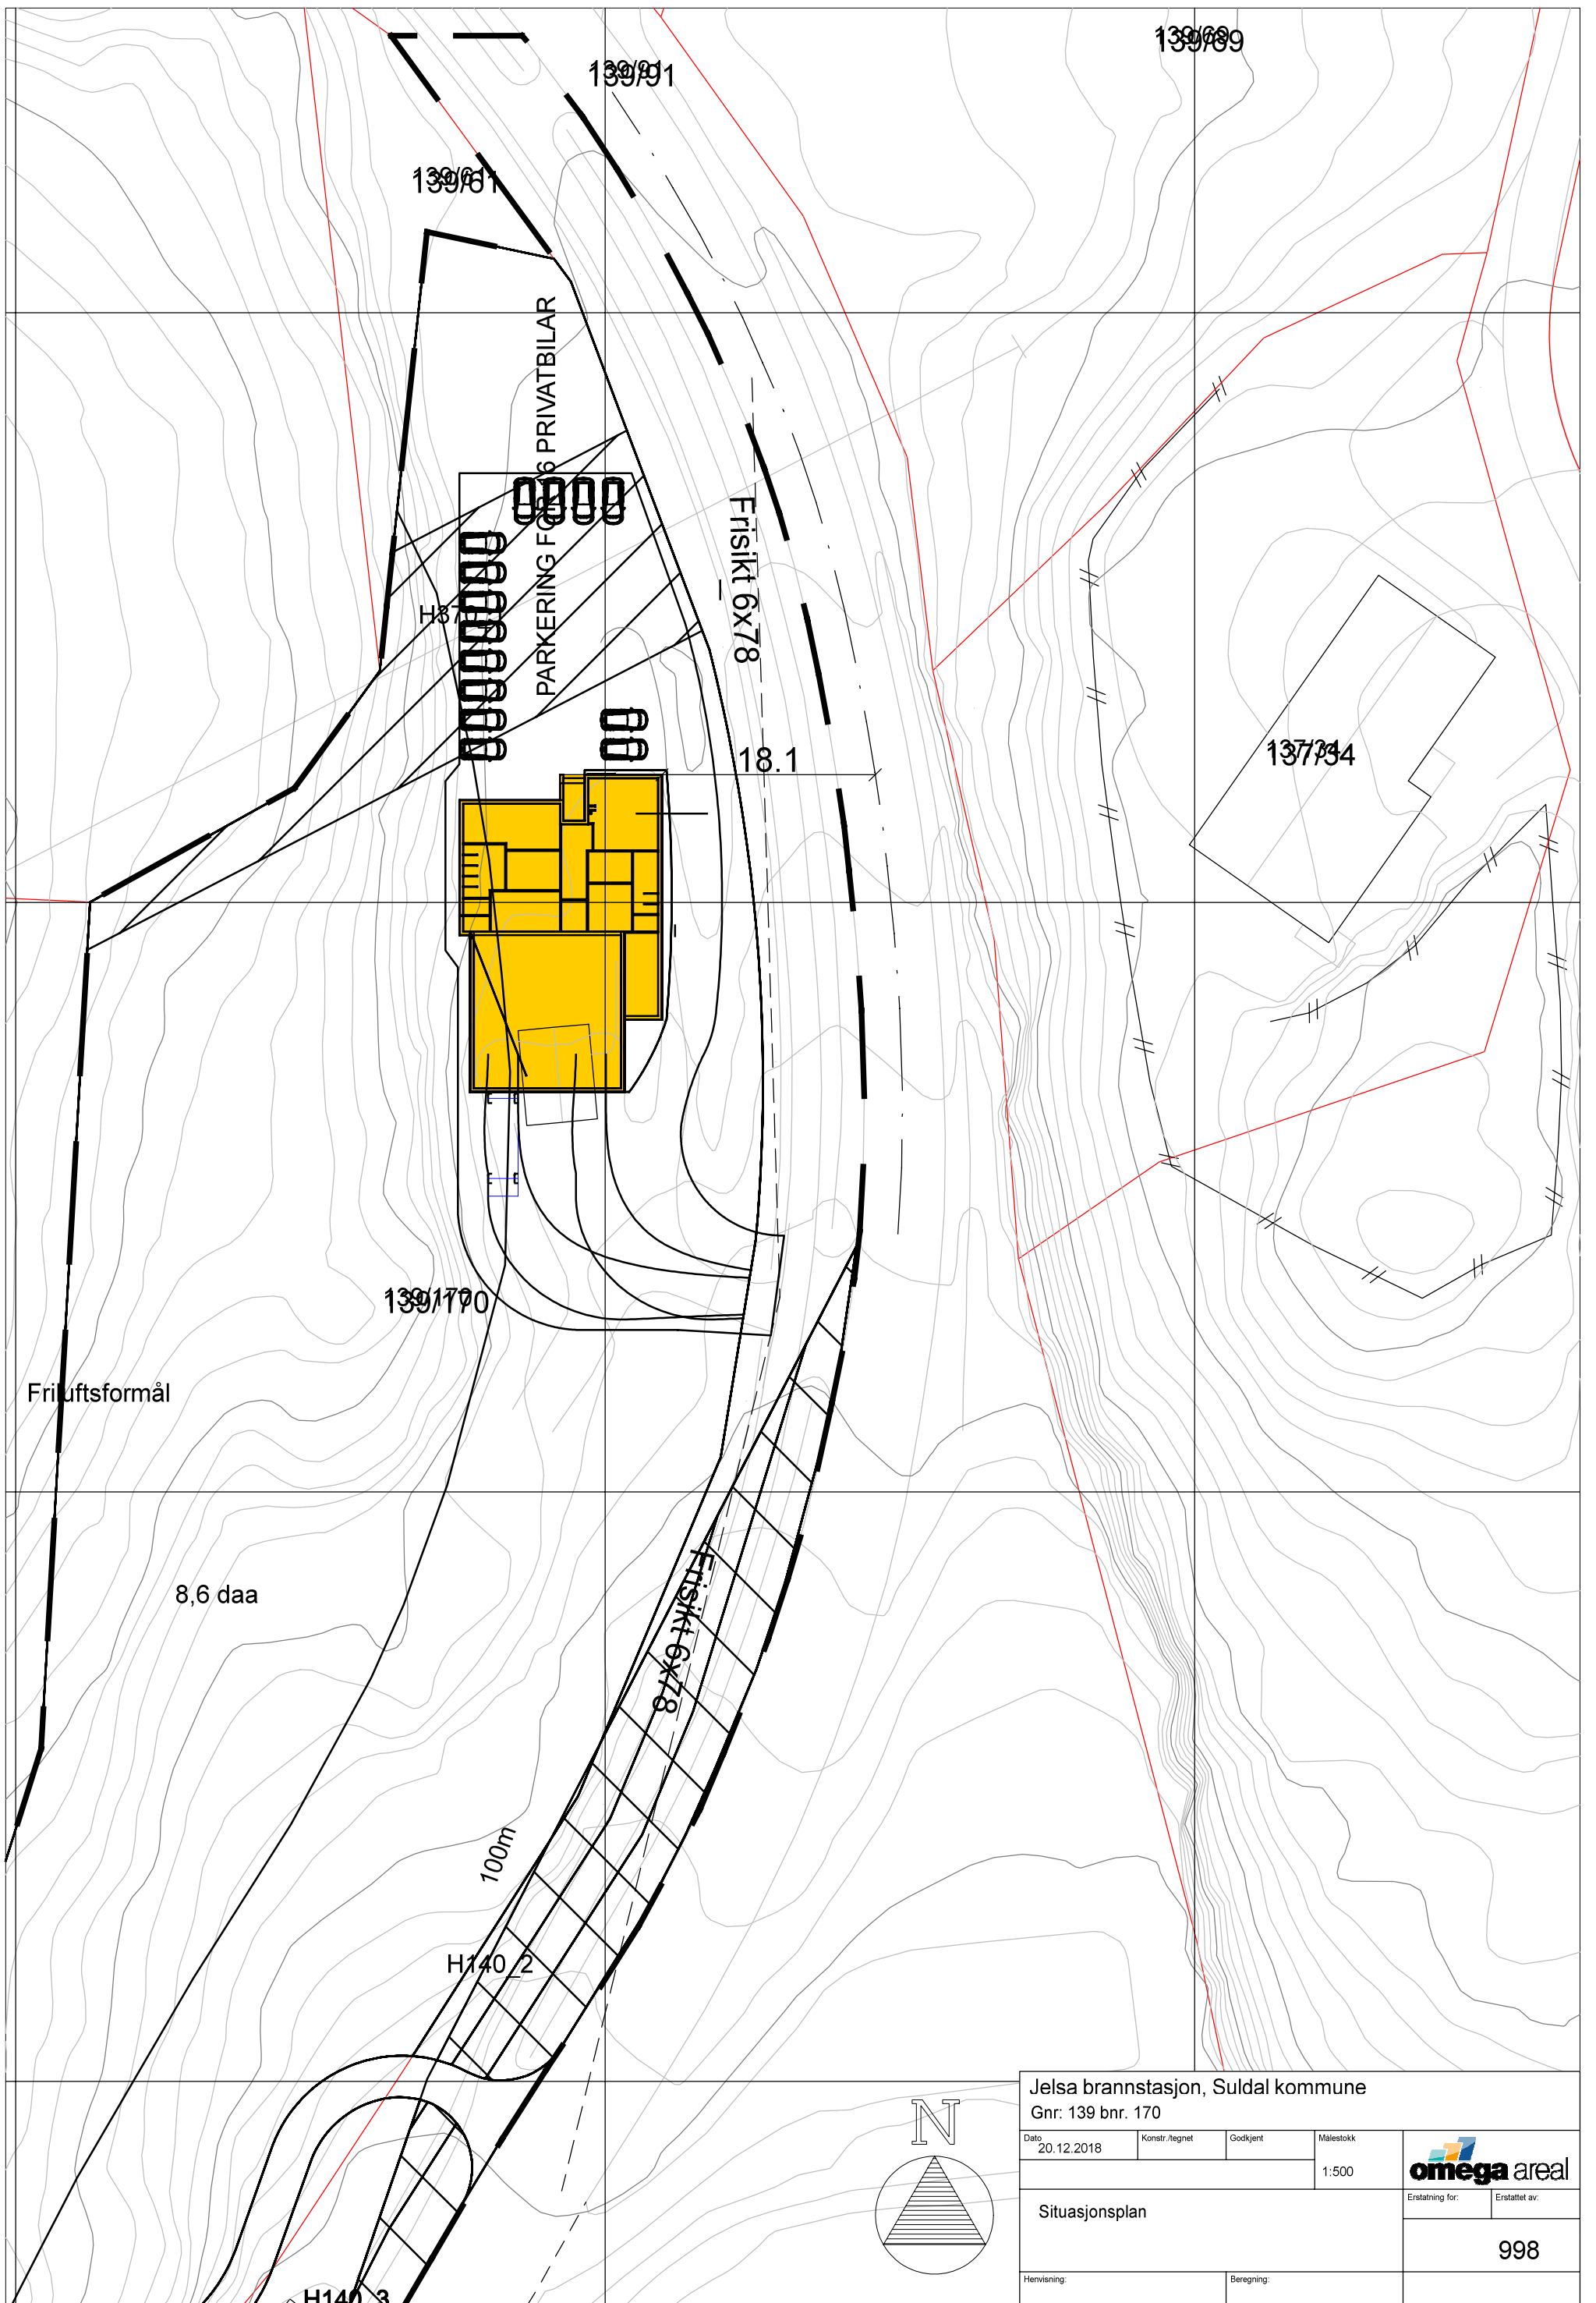 139/69
139/91
139/61
PARKERING FOR 16 PRIVATBILAR
Frisikt 6x78
H370
18.1
137/34
139/170
Friluftsformål
8,6 daa
Frisikt 6x78
100m
H140_2
H140_3
N
Jelsa brannstasjon, Suldal kommune
Gnr: 139 bnr. 170
Dato
20.12.2018
Konstr./tegnet
Godkjent
Målestokk
1:500
omega areal
Erstatning for:
Erstattet av:
Situasjonsplan
998
Henvisning:
Beregning: